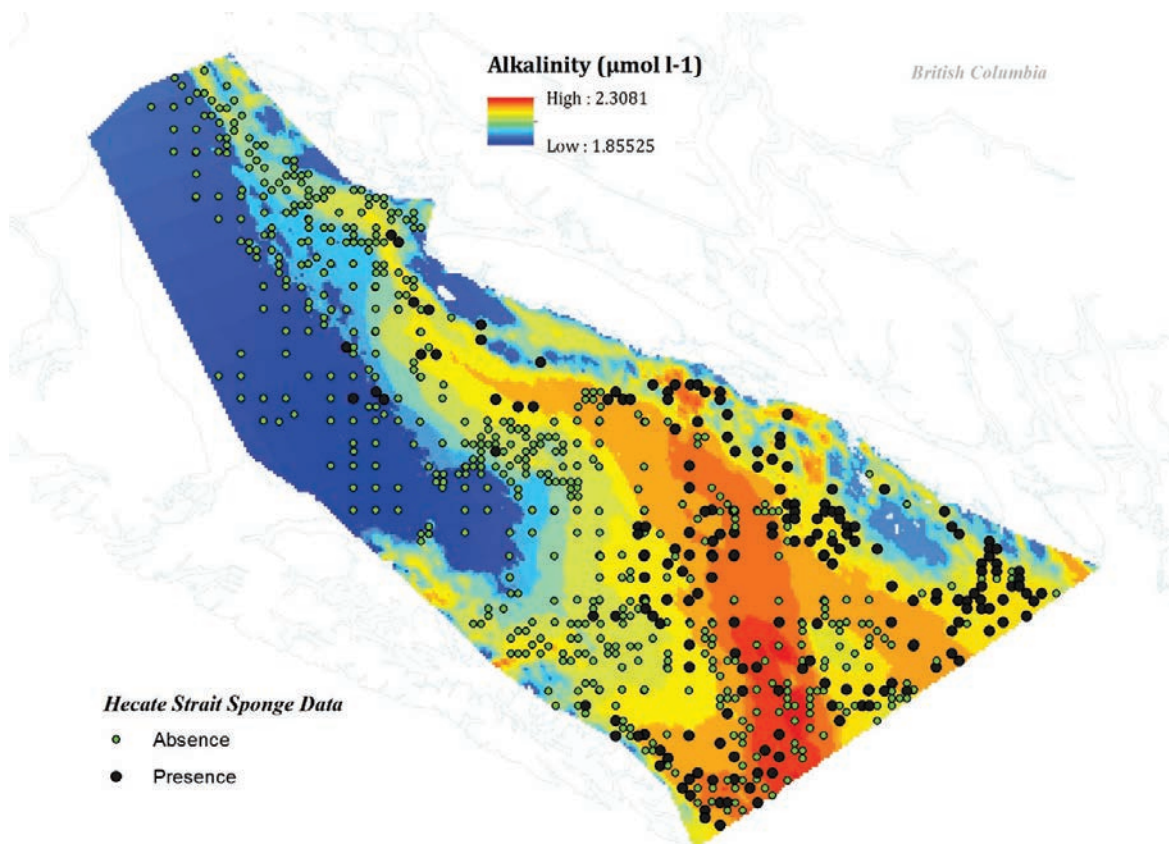 Alkalinity (µmol l-1)
High : 2.3081
Low : 1.85525
British Columbia
Hecate Strait Sponge Data
Absence
Presence